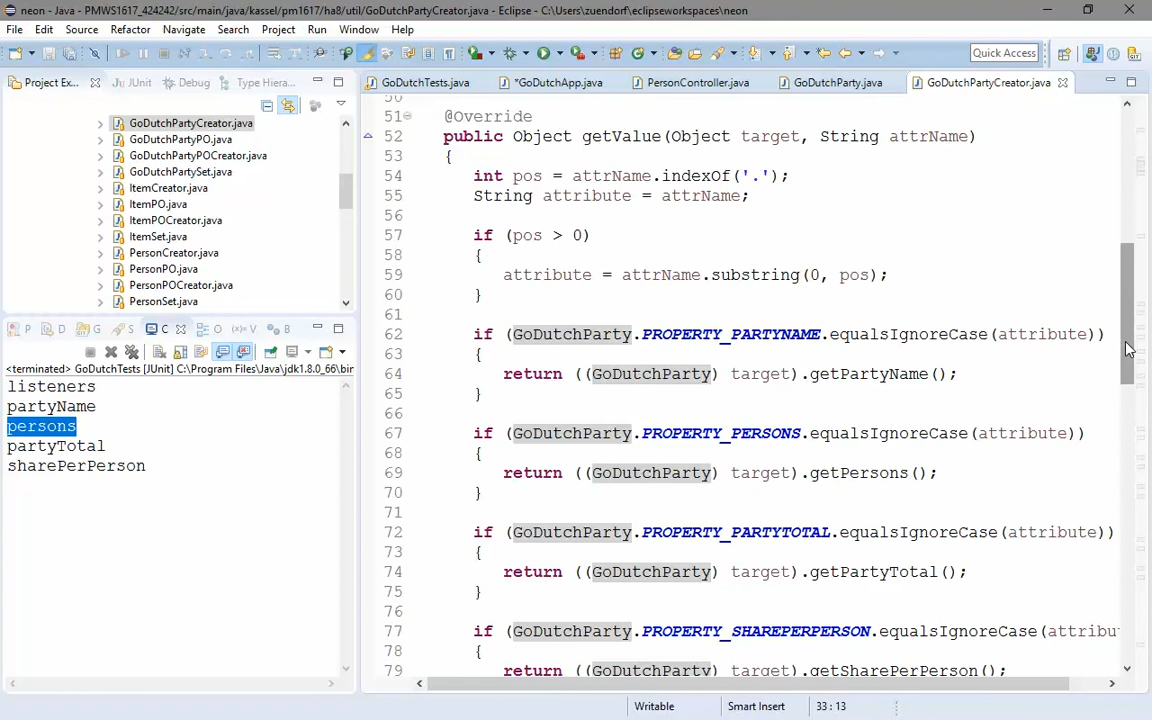 neon - Java - PMWS1617_424242/src/main/java/kassel/pm1617/ha8/util/GoDutchPartyCreator.java - Eclipse - C:\Users\zuendorf\eclipseworkspaces\neon
File Edit Source Refactor Navigate Search Project Run Window Help
Quick Access
Project Ex... JUnit Debug Type Hiera...
GoDutchTests.java *GoDutchApp.java PersonController.java GoDutchParty.java GoDutchPartyCreator.java
GoDutchPartyCreator.java
GoDutchPartyPO.java
GoDutchPartyPOCreator.java
GoDutchPartySet.java
ItemCreator.java
ItemPO.java
ItemPOCreator.java
ItemSet.java
PersonCreator.java
PersonPO.java
PersonPOCreator.java
PersonSet.java
P D G S C O (x)= V B
<terminated> GoDutchTests [JUnit] C:\Program Files\Java\jdk1.8.0_66\bin
listeners
partyName
persons
partyTotal
sharePerPerson
50
51 @Override
52 public Object getValue(Object target, String attrName)
53 {
54 int pos = attrName.indexOf('.');
55 String attribute = attrName;
56
57 if (pos > 0)
58 {
59 attribute = attrName.substring(0, pos);
60 }
61
62 if (GoDutchParty.PROPERTY_PARTYNAME.equalsIgnoreCase(attribute))
63 {
64 return ((GoDutchParty) target).getPartyName();
65 }
66
67 if (GoDutchParty.PROPERTY_PERSONS.equalsIgnoreCase(attribute))
68 {
69 return ((GoDutchParty) target).getPersons();
70 }
71
72 if (GoDutchParty.PROPERTY_PARTYTOTAL.equalsIgnoreCase(attribute))
73 {
74 return ((GoDutchParty) target).getPartyTotal();
75 }
76
77 if (GoDutchParty.PROPERTY_SHAREPERPERSON.equalsIgnoreCase(attribu
78 {
79 return ((GoDutchParty) target).getSharePerPerson();
Writable Smart Insert 33 : 13